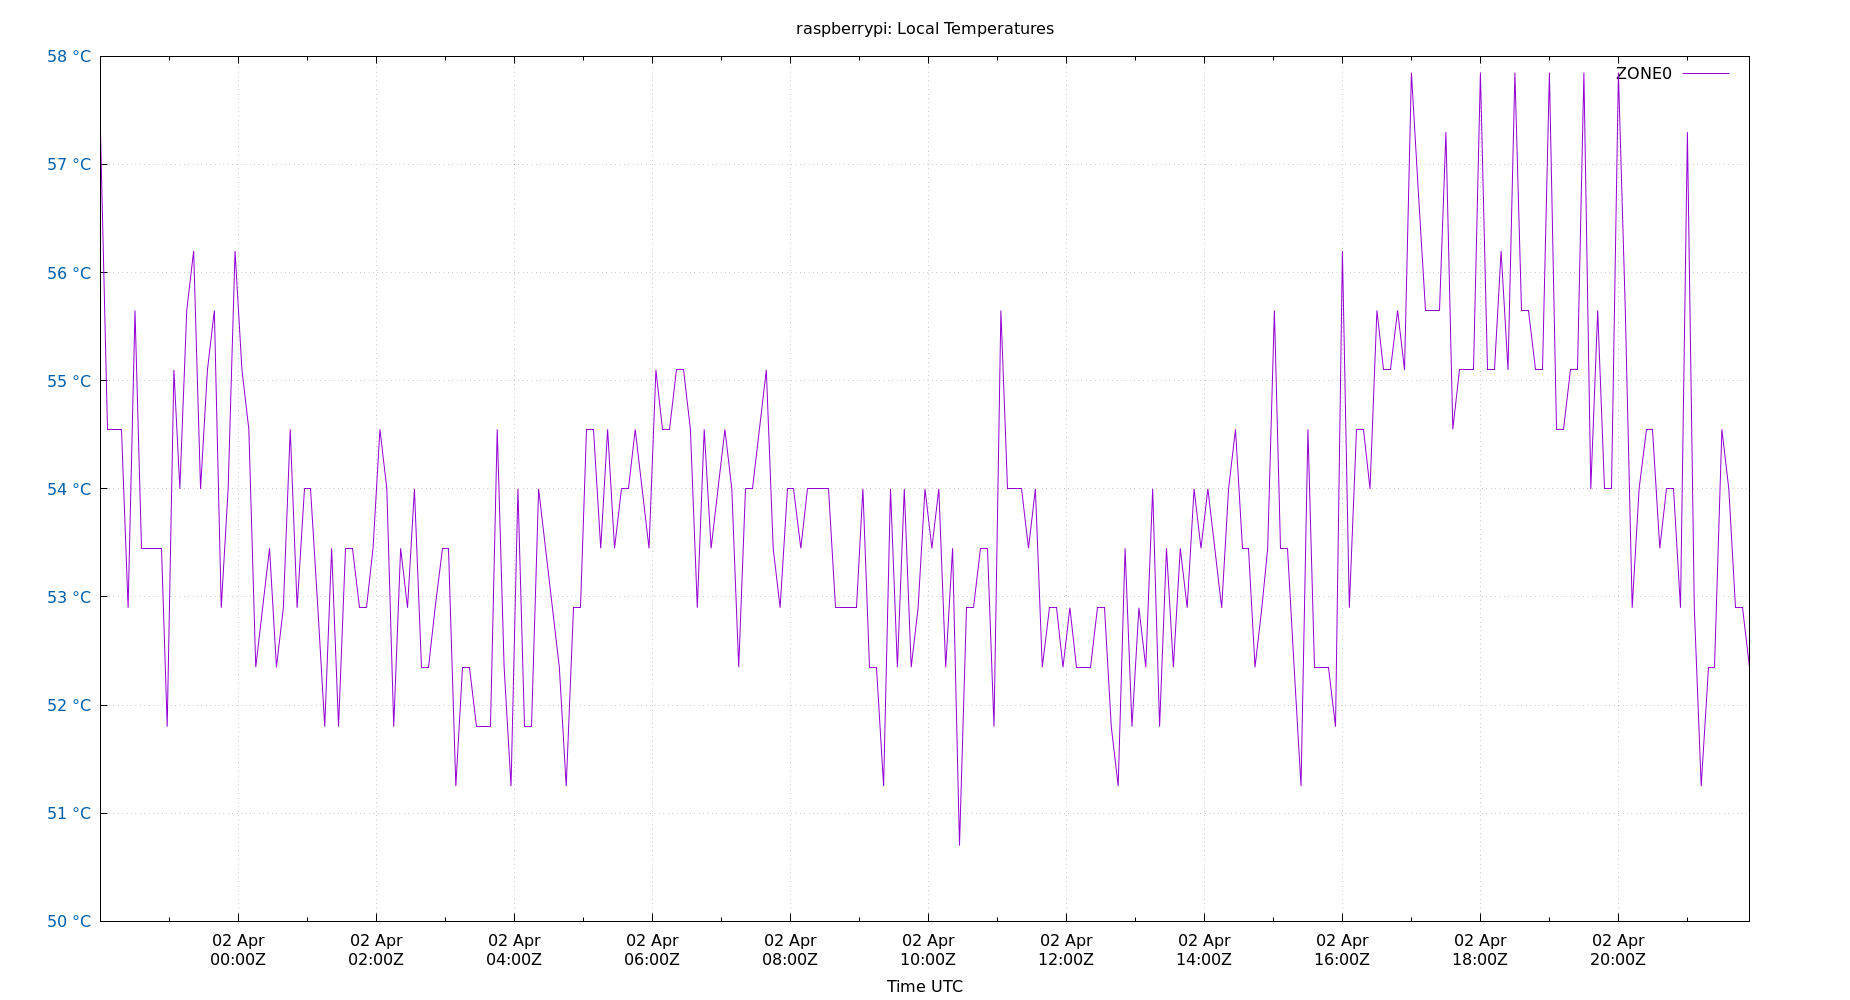 raspberrypi: Local Temperatures
58 °C
ZONE0
57 °C
56 °C
55 °C
54 °C
53 °C
52 °C
51 °C
50 °C
02 Apr 02 Apr 02 Apr 02 Apr 02 Apr 02 Apr 02 Apr 02 Apr 02 Apr 02 Apr 02 Apr
00:00Z 02:00Z 04:00Z 06:00Z 08:00Z 10:00Z 12:00Z 14:00Z 16:00Z 18:00Z 20:00Z
Time UTC